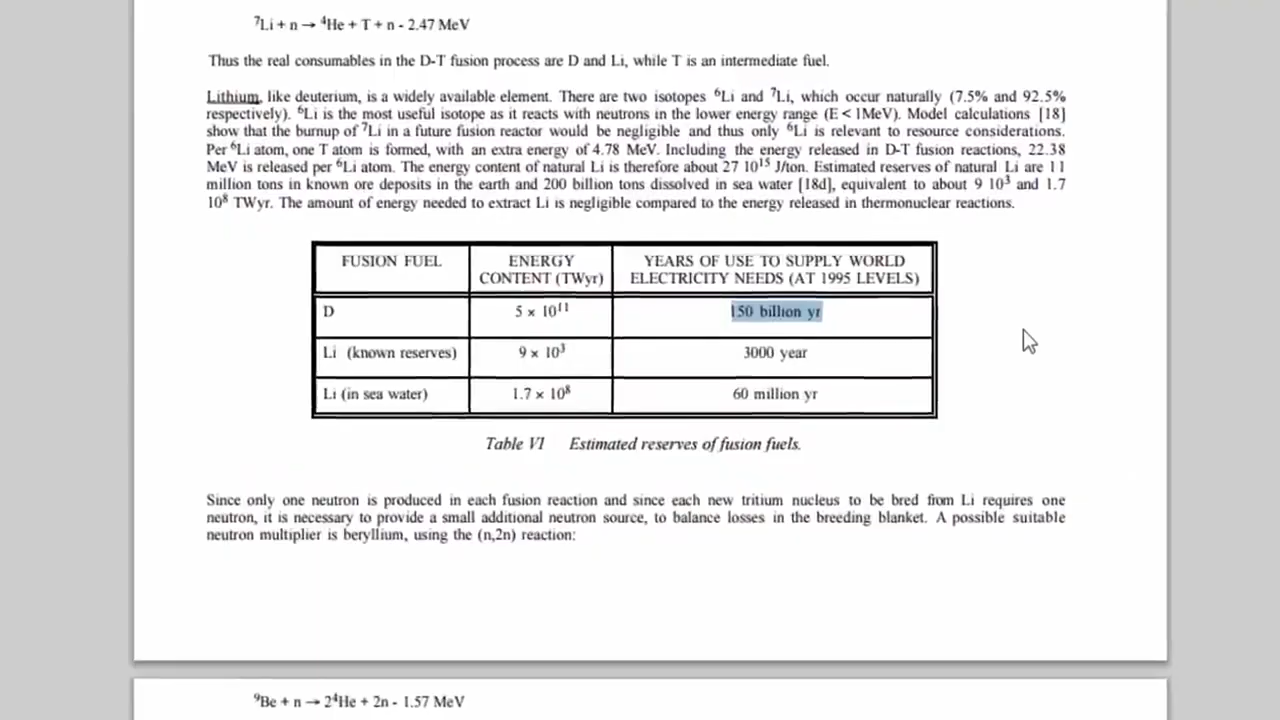 ⁷Li + n → ⁴He + T + n - 2.47 MeV
Thus the real consumables in the D-T fusion process are D and Li, while T is an intermediate fuel.
Lithium, like deuterium, is a widely available element. There are two isotopes ⁶Li and ⁷Li, which occur naturally (7.5% and 92.5%
respectively). ⁶Li is the most useful isotope as it reacts with neutrons in the lower energy range (E < 1MeV). Model calculations [18]
show that the burnup of ⁷Li in a future fusion reactor would be negligible and thus only ⁶Li is relevant to resource considerations.
Per ⁶Li atom, one T atom is formed, with an extra energy of 4.78 MeV. Including the energy released in D-T fusion reactions, 22.38
MeV is released per ⁶Li atom. The energy content of natural Li is therefore about 27 10¹⁵ J/ton. Estimated reserves of natural Li are 11
million tons in known ore deposits in the earth and 200 billion tons dissolved in sea water [18d], equivalent to about 9 10³ and 1.7
10⁸ TWyr. The amount of energy needed to extract Li is negligible compared to the energy released in thermonuclear reactions.
FUSION FUEL ENERGY YEARS OF USE TO SUPPLY WORLD
CONTENT (TWyr) ELECTRICITY NEEDS (AT 1995 LEVELS)
D 5 × 10¹¹ 150 billion yr
Li (known reserves) 9 × 10³ 3000 year
Li (in sea water) 1.7 × 10⁸ 60 million yr
Table VI Estimated reserves of fusion fuels.
Since only one neutron is produced in each fusion reaction and since each new tritium nucleus to be bred from Li requires one
neutron, it is necessary to provide a small additional neutron source, to balance losses in the breeding blanket. A possible suitable
neutron multiplier is beryllium, using the (n,2n) reaction:
⁹Be + n → 2⁴He + 2n - 1.57 MeV